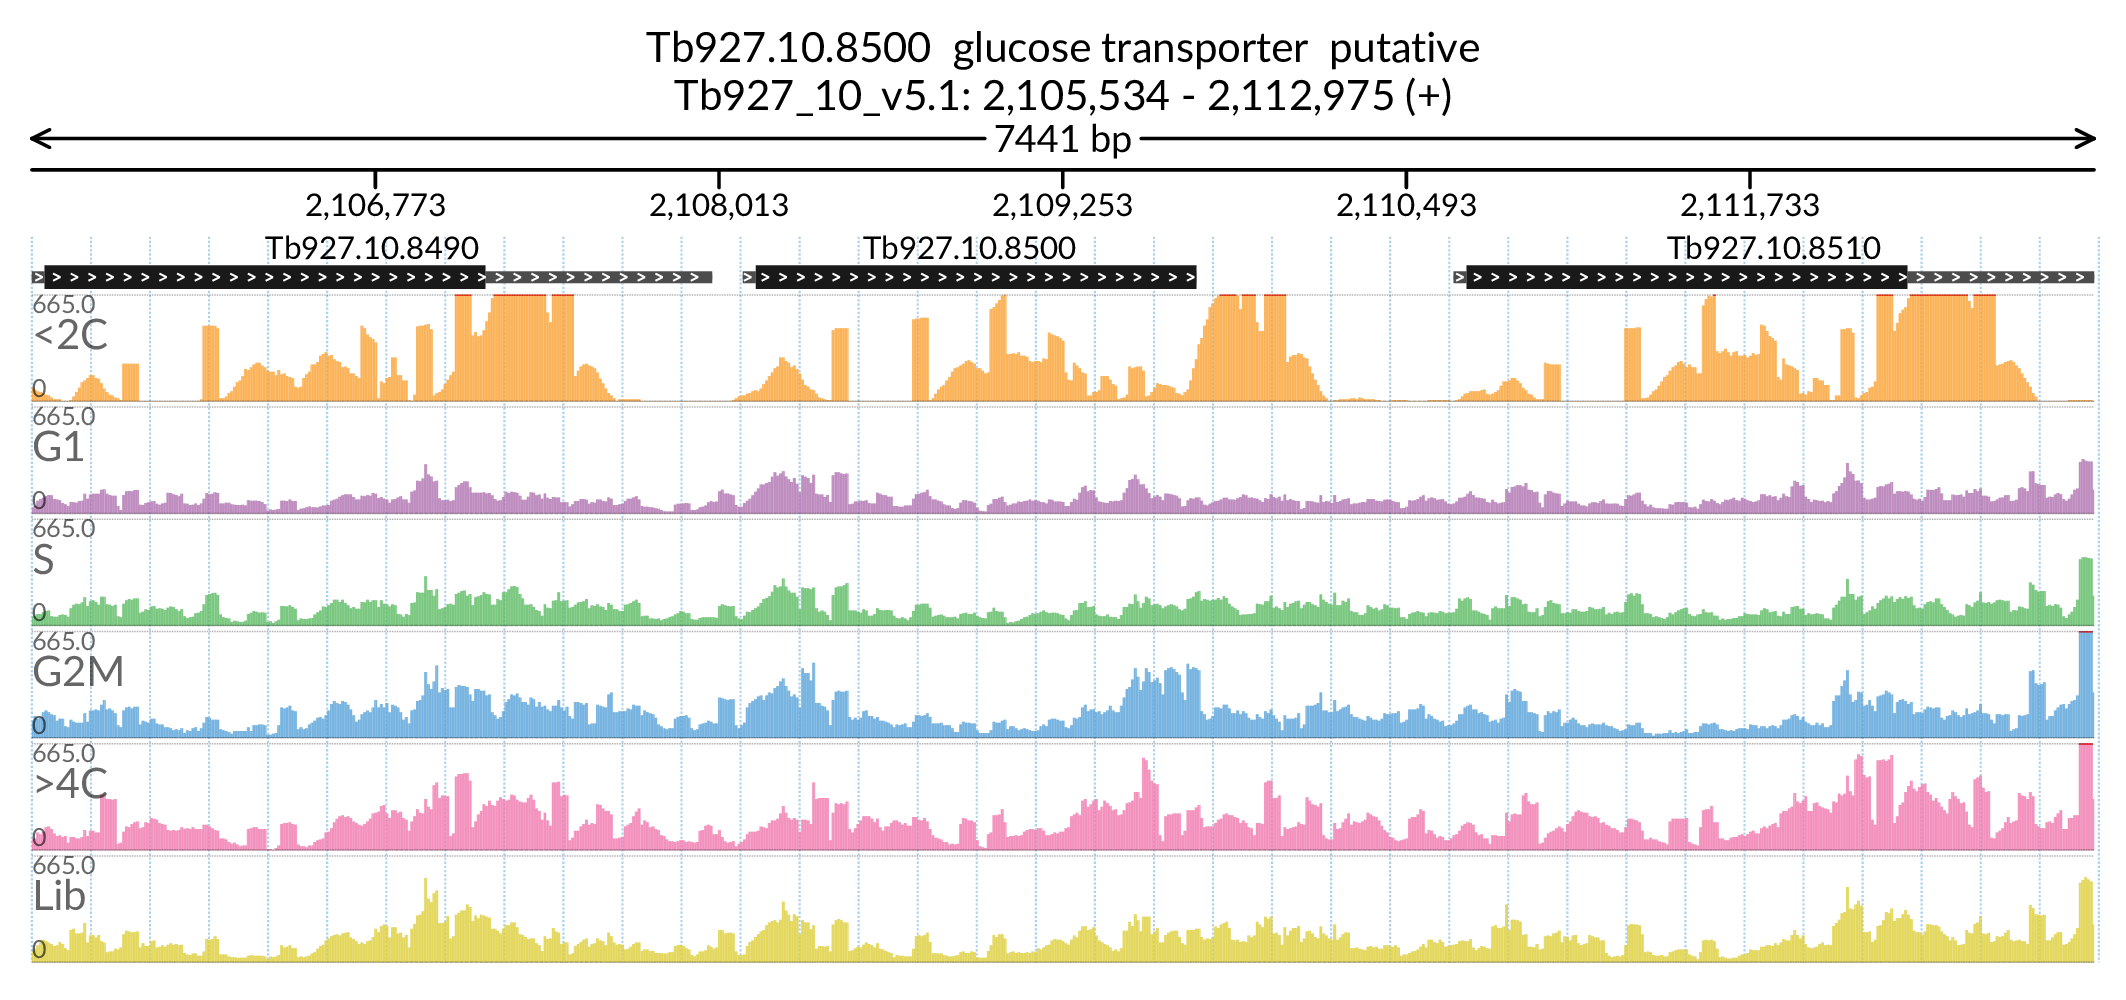 Tb927.10.8500  glucose transporter  putative
Tb927_10_v5.1: 2,105,534 - 2,112,975 (+)
7441 bp
2,106,773 2,108,013 2,109,253 2,110,493 2,111,733
Tb927.10.8490 Tb927.10.8500 Tb927.10.8510
665.0
<2C
0
665.0
G1
0
665.0
S
0
665.0
G2M
0
665.0
>4C
0
665.0
Lib
0